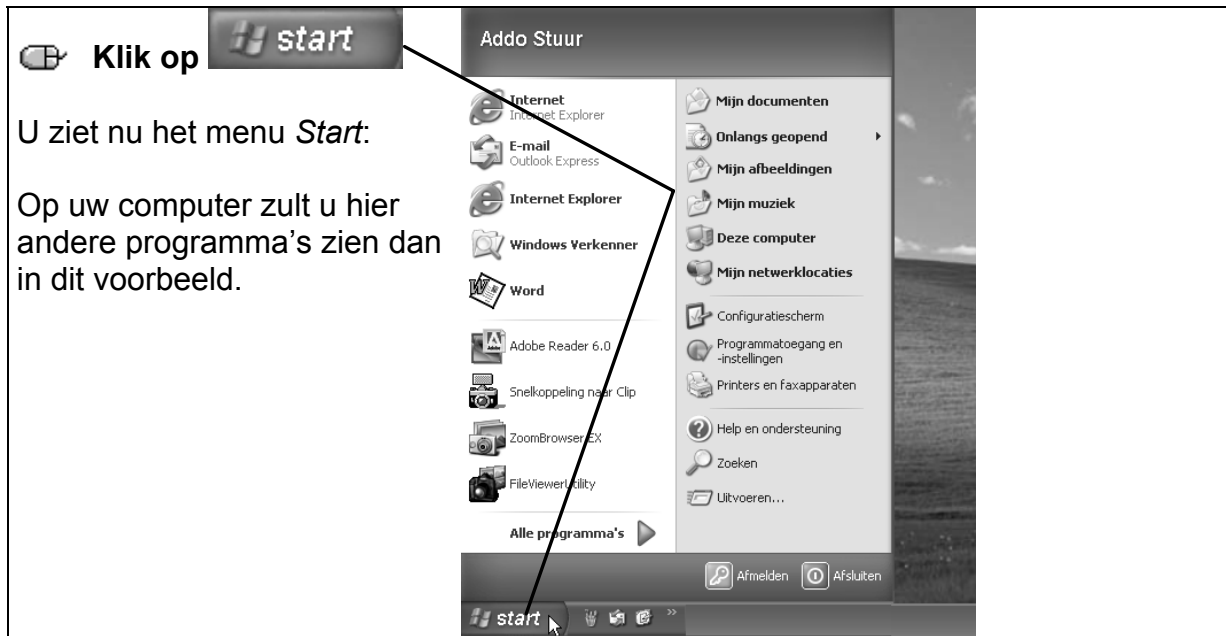 Klik op start
U ziet nu het menu Start:
Op uw computer zult u hier
andere programma's zien dan
in dit voorbeeld.
Addo Stuur
Internet
Internet Explorer
E-mail
Outlook Express
Internet Explorer
Windows Verkenner
Word
Adobe Reader 6.0
Snelkoppeling naar Clip
ZoomBrowser EX
FileViewerUtility
Alle programma's
Mijn documenten
Onlangs geopend
Mijn afbeeldingen
Mijn muziek
Deze computer
Mijn netwerklocaties
Configuratiescherm
Programmatoegang en
-instellingen
Printers en faxapparaten
Help en ondersteuning
Zoeken
Uitvoeren...
Afmelden
Afsluiten
start